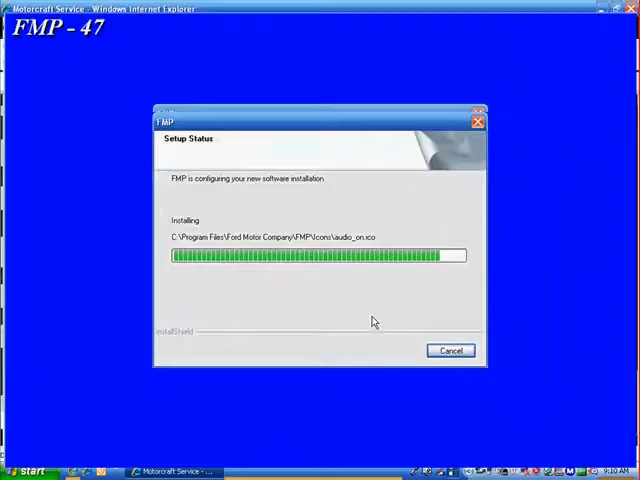 Motorcraft Service - Windows Internet Explorer
FMP - 47
FMP
Setup Status
FMP is configuring your new software installation.
Installing
C:\Program Files\Ford Motor Company\FMP\Icons\audio_on.ico
InstallShield
Cancel
start
Motorcraft Service - ...
9:10 AM